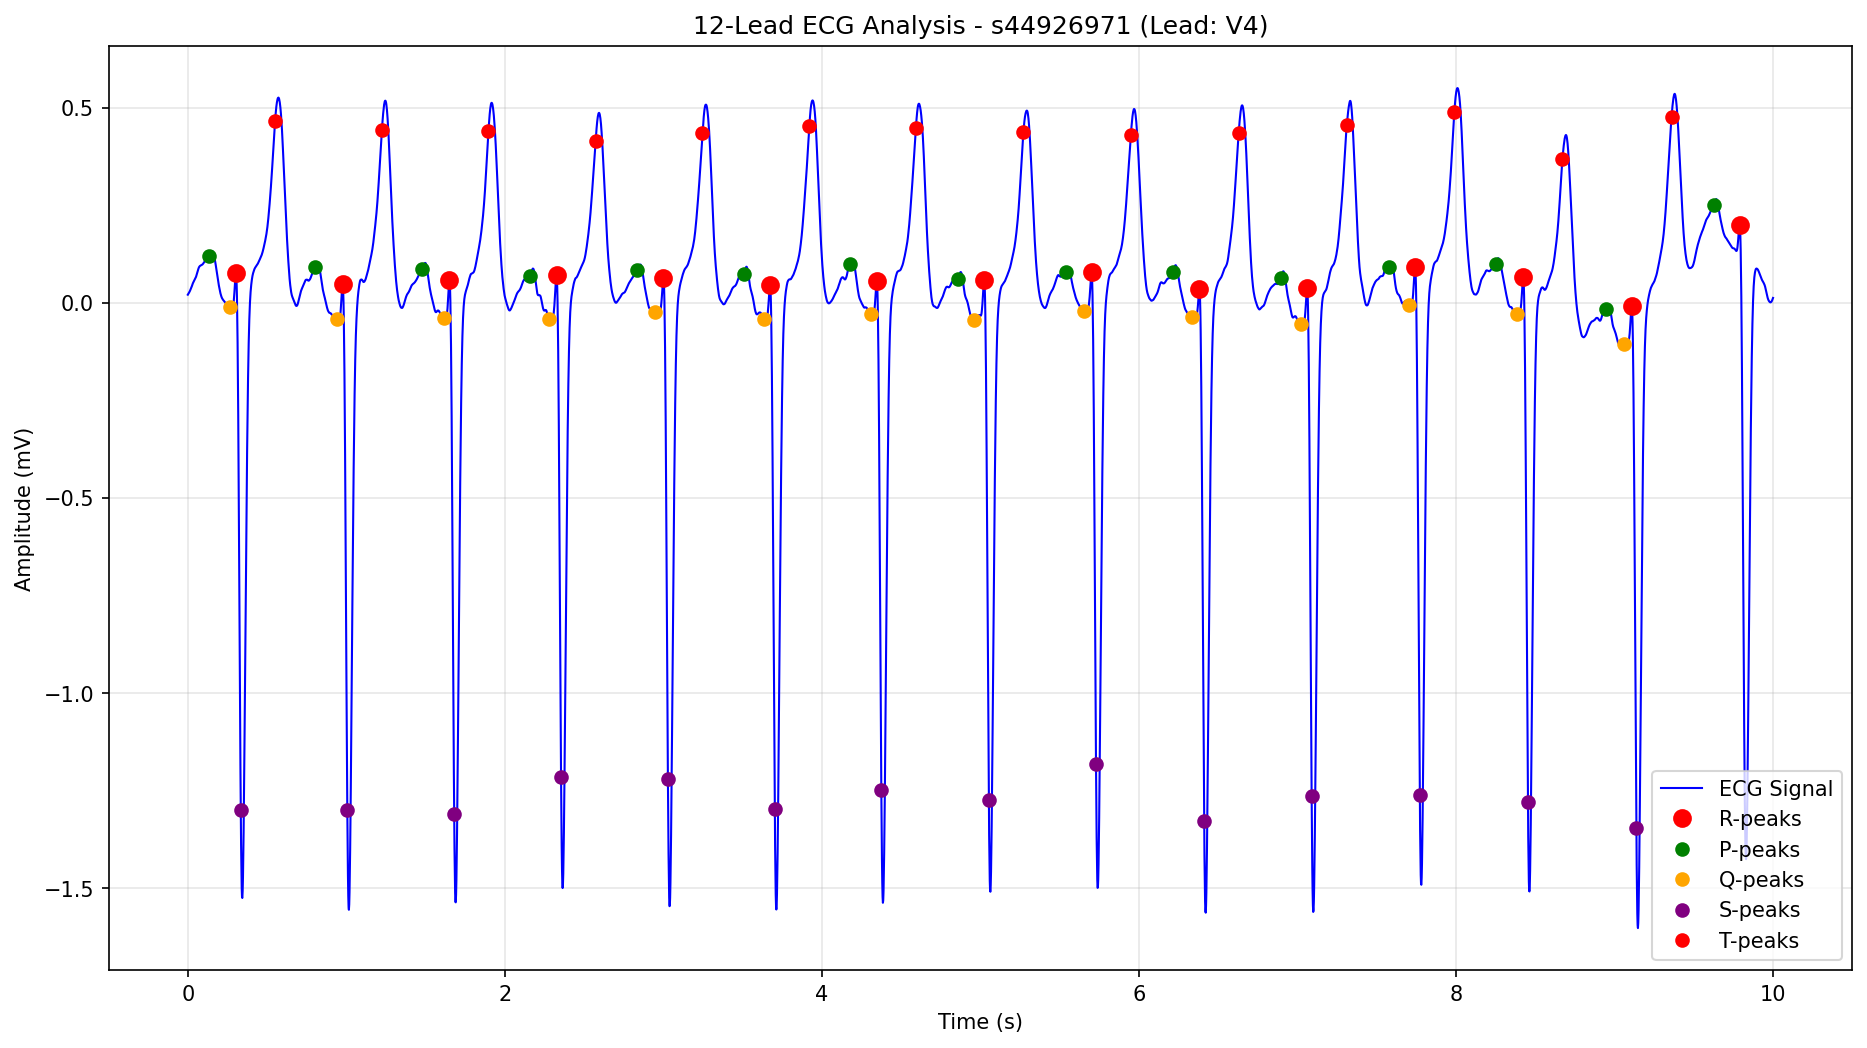 12-Lead ECG Analysis - s44926971 (Lead: V4)
Amplitude (mV)
0.5
0.0
−0.5
−1.0
−1.5
0 2 4 6 8 10
Time (s)
ECG Signal
R-peaks
P-peaks
Q-peaks
S-peaks
T-peaks